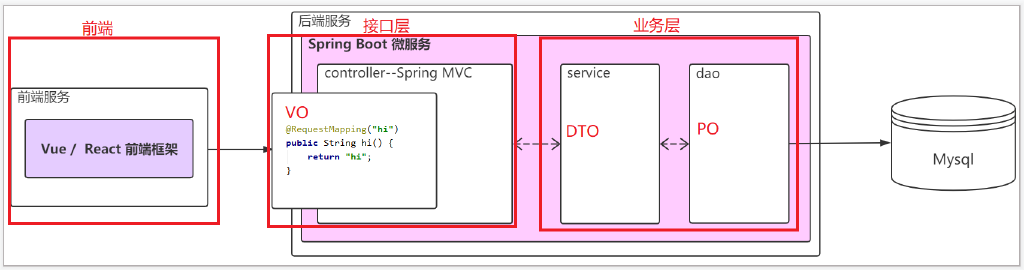 前端
前端服务
Vue / React 前端框架
后端服务
接口层
Spring Boot 微服务
controller--Spring MVC
VO
@RequestMapping("hi")
public String hi() {
return "hi";
}
业务层
service
DTO
dao
PO
Mysql